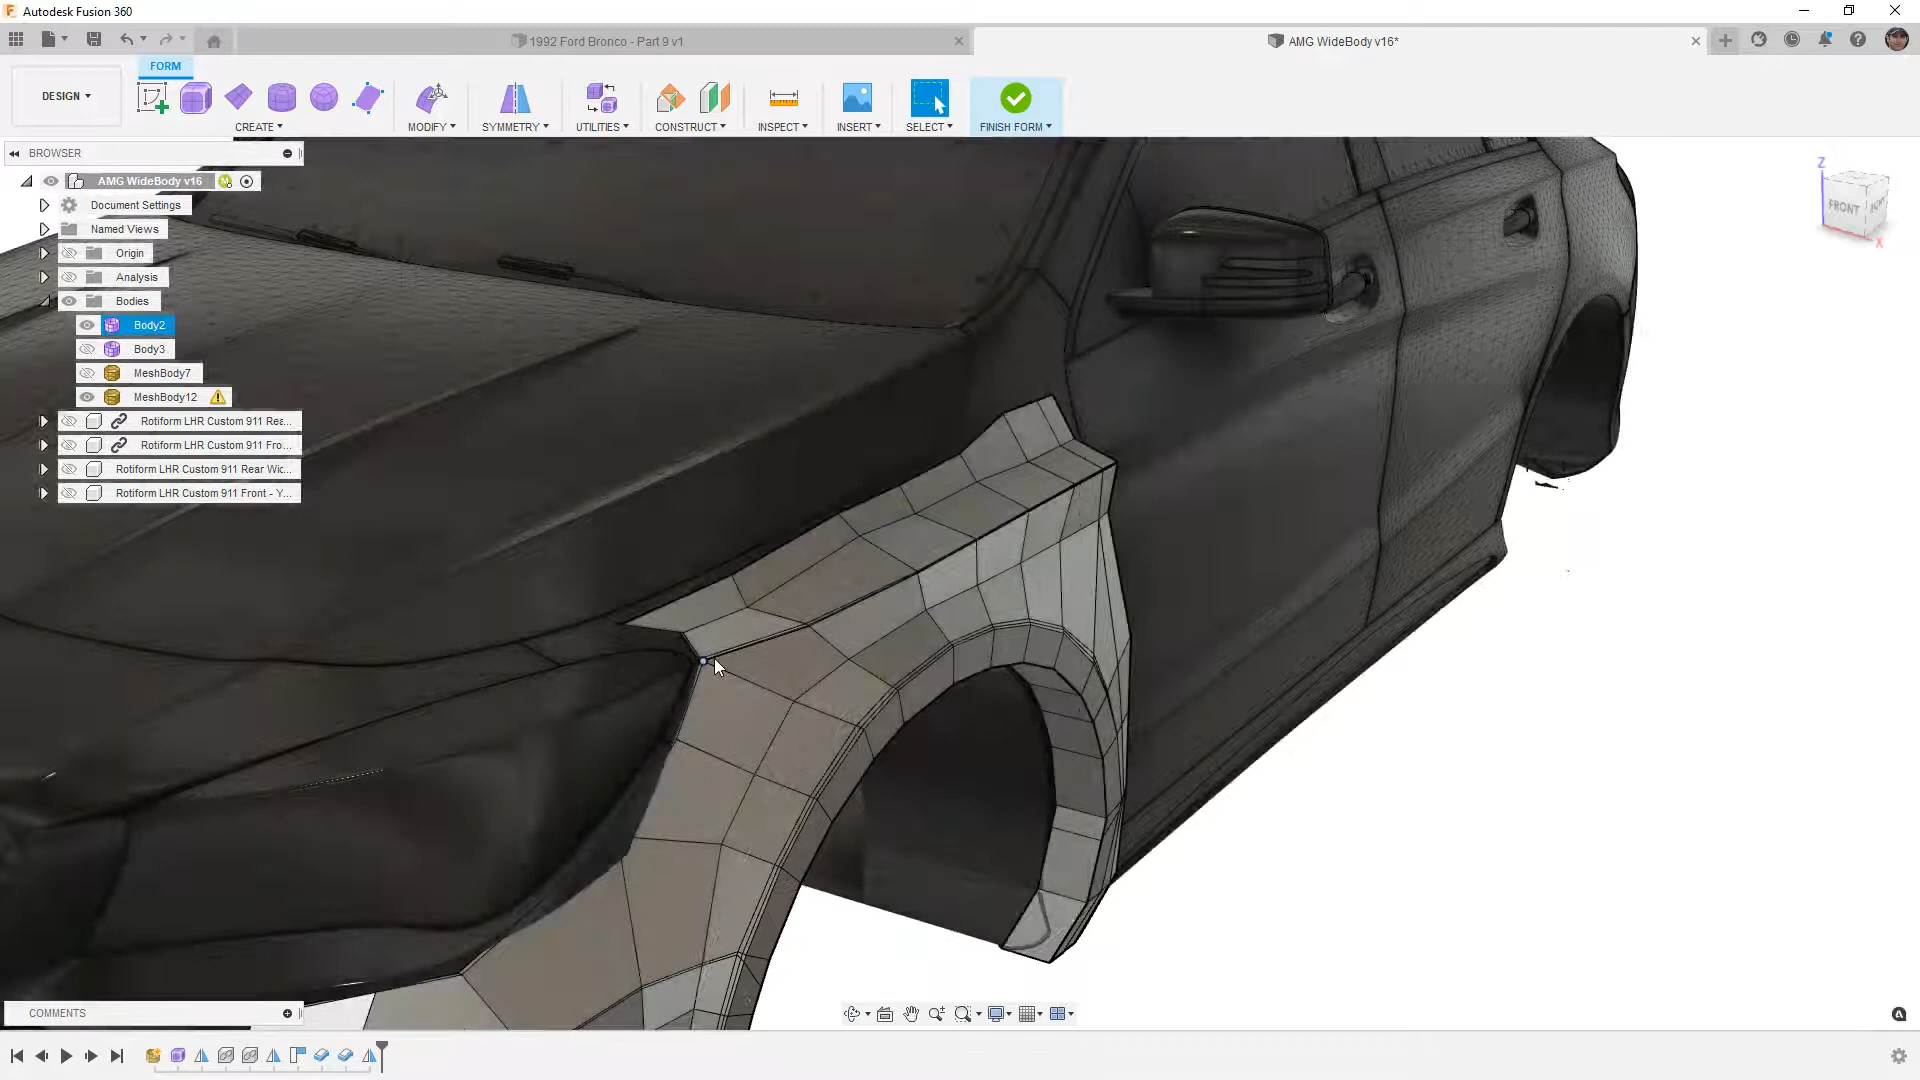 Autodesk Fusion 360
1992 Ford Bronco - Part 9 v1
AMG WideBody v16*
FORM
DESIGN
CREATE
MODIFY
SYMMETRY
UTILITIES
CONSTRUCT
INSPECT
INSERT
SELECT
FINISH FORM
BROWSER
AMG WideBody v16
Document Settings
Named Views
Origin
Analysis
Bodies
Body2
Body3
MeshBody7
MeshBody12
Rotiform LHR Custom 911 Rea...
Rotiform LHR Custom 911 Fro...
Rotiform LHR Custom 911 Rear Wid...
Rotiform LHR Custom 911 Front - Y...
Z
FRONT
X
COMMENTS